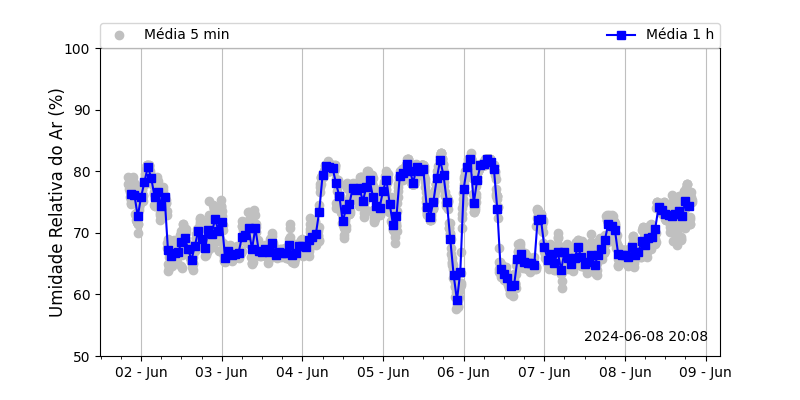 Média 5 min
Média 1 h
Umidade Relativa do Ar (%)
100
90
80
70
60
50
2024-06-08 20:08
02 - Jun
03 - Jun
04 - Jun
05 - Jun
06 - Jun
07 - Jun
08 - Jun
09 - Jun